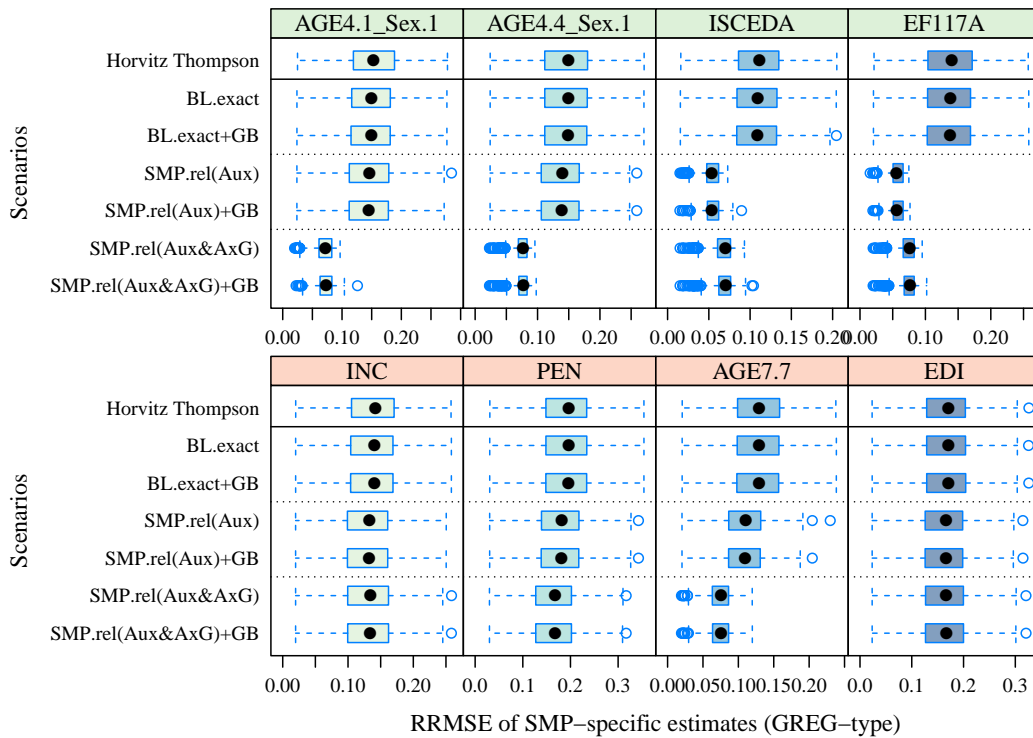 AGE4.1_Sex.1 AGE4.4_Sex.1 ISCEDA EF117A
Scenarios
Horvitz Thompson
BL.exact
BL.exact+GB
SMP.rel(Aux)
SMP.rel(Aux)+GB
SMP.rel(Aux&AxG)
SMP.rel(Aux&AxG)+GB
0.00 0.10 0.20 0.00 0.10 0.20 0.00 0.05 0.10 0.15 0.20 0.00 0.10 0.20
INC PEN AGE7.7 EDI
Scenarios
Horvitz Thompson
BL.exact
BL.exact+GB
SMP.rel(Aux)
SMP.rel(Aux)+GB
SMP.rel(Aux&AxG)
SMP.rel(Aux&AxG)+GB
0.00 0.10 0.20 0.0 0.1 0.2 0.3 0.00 0.05 0.10 0.15 0.20 0.0 0.1 0.2 0.3
RRMSE of SMP−specific estimates (GREG−type)